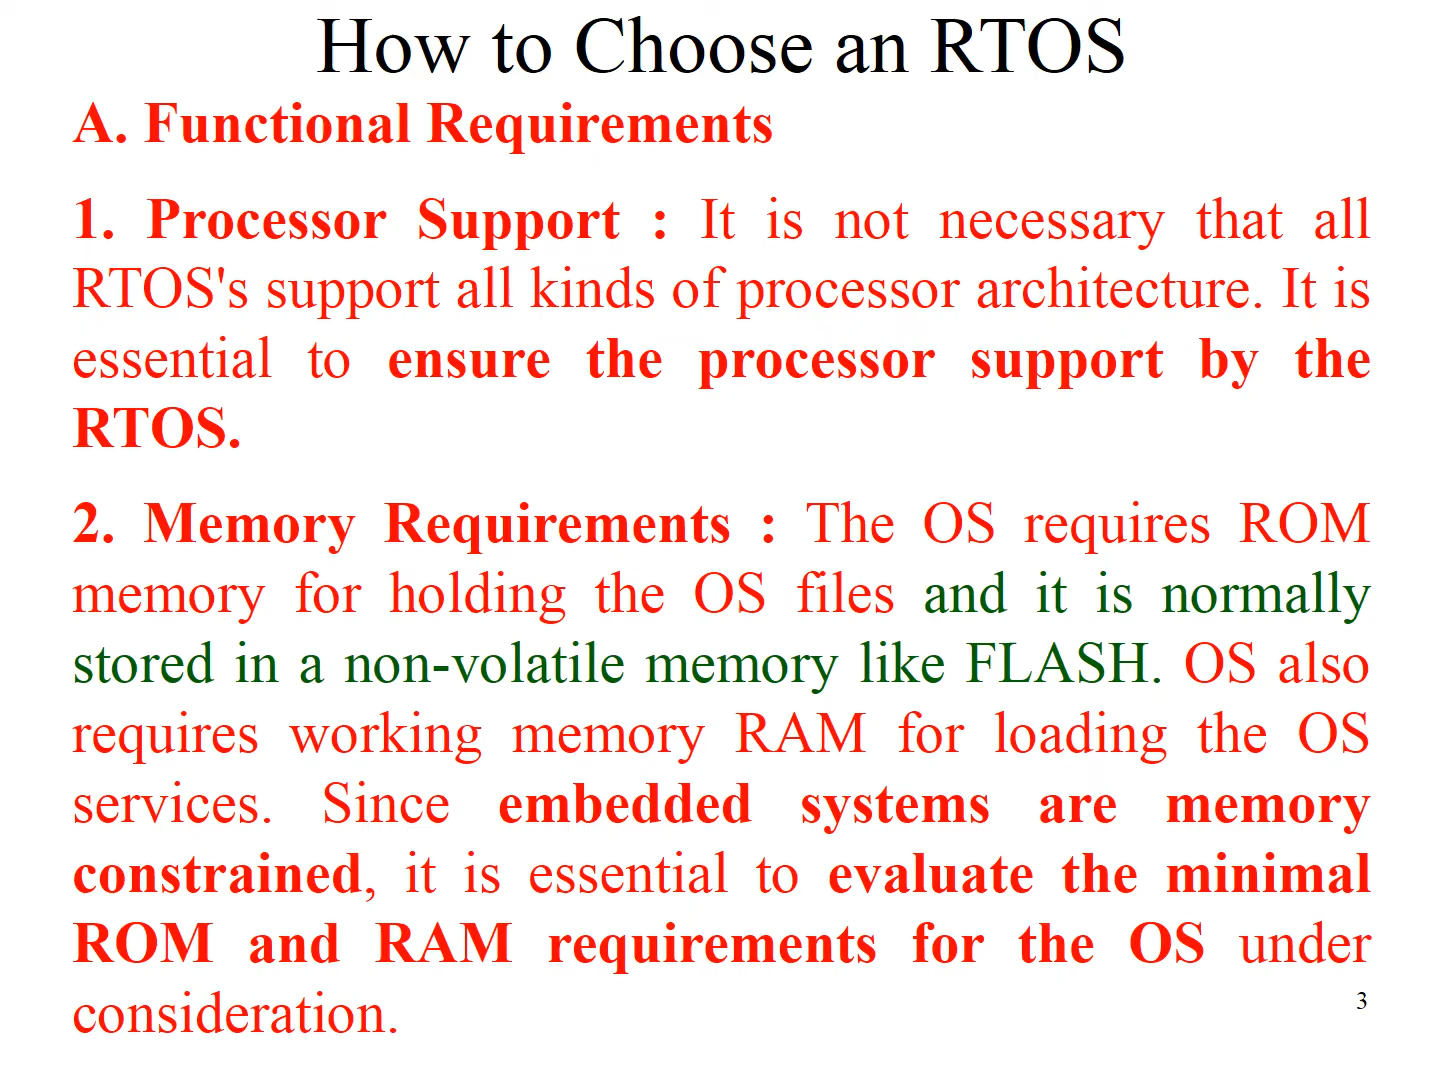 How to Choose an RTOS
A. Functional Requirements
1. Processor Support : It is not necessary that all
RTOS's support all kinds of processor architecture. It is
essential to ensure the processor support by the
RTOS.
2. Memory Requirements : The OS requires ROM
memory for holding the OS files and it is normally
stored in a non-volatile memory like FLASH. OS also
requires working memory RAM for loading the OS
services. Since embedded systems are memory
constrained, it is essential to evaluate the minimal
ROM and RAM requirements for the OS under
consideration.
3